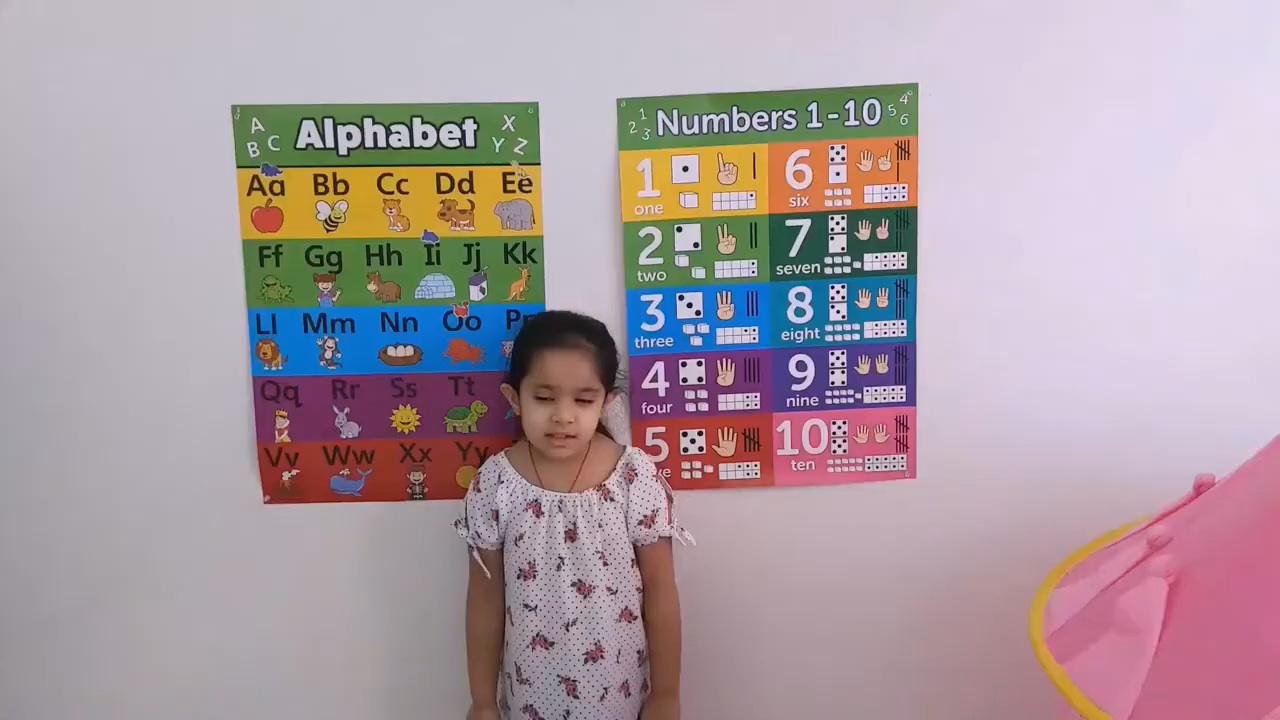 A B C Alphabet X Y Z
Aa Bb Cc Dd Ee
Ff Gg Hh Ii Jj Kk
Ll Mm Nn Oo
Qq Rr Ss Tt
Vv Ww Xx Yy
1 2 3 Numbers 1-10 4 5 6
1 one
6 six
2 two
7 seven
3 three
8 eight
4 four
9 nine
5
10 ten